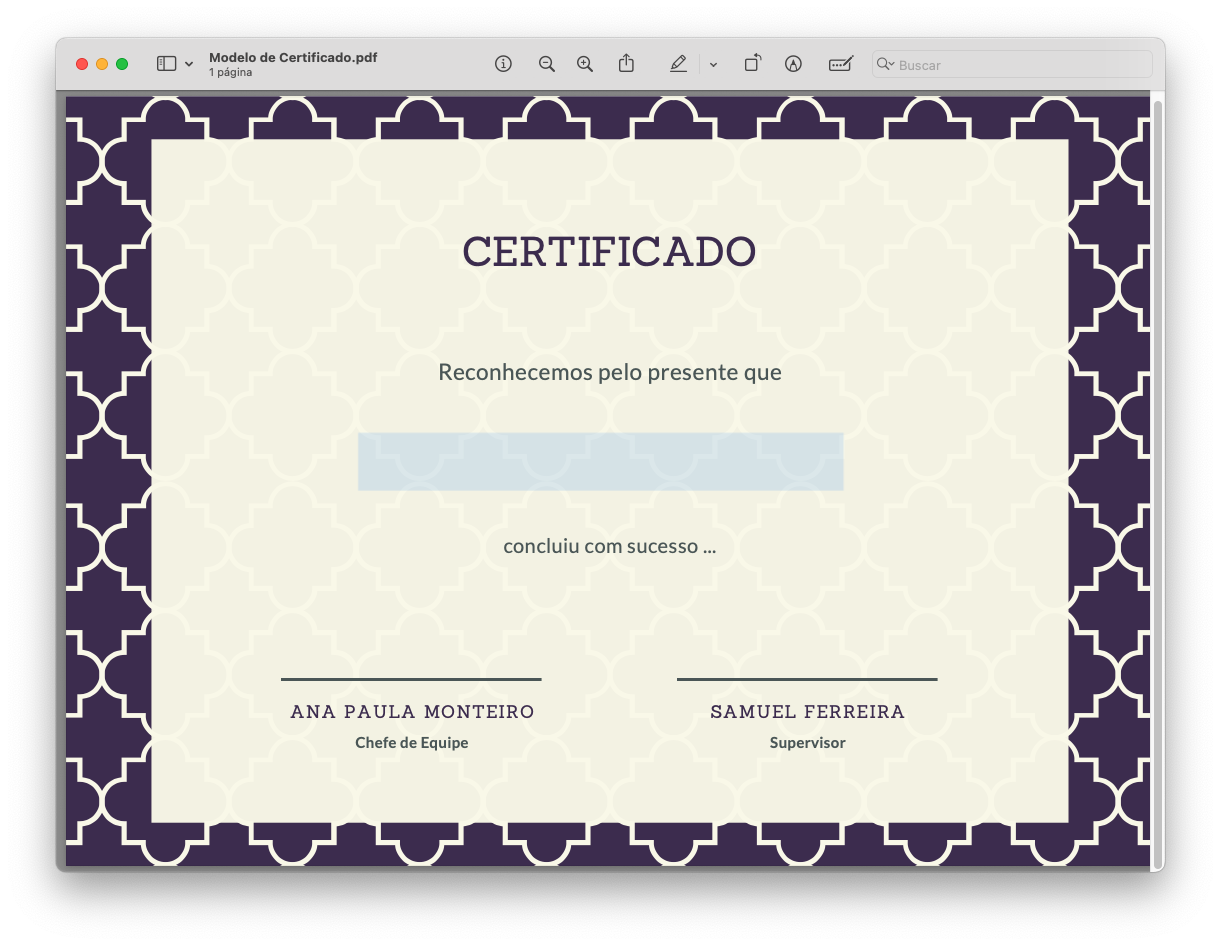 Modelo de Certificado.pdf
1 página
Buscar
CERTIFICADO
Reconhecemos pelo presente que
concluiu com sucesso ...
ANA PAULA MONTEIRO
Chefe de Equipe
SAMUEL FERREIRA
Supervisor